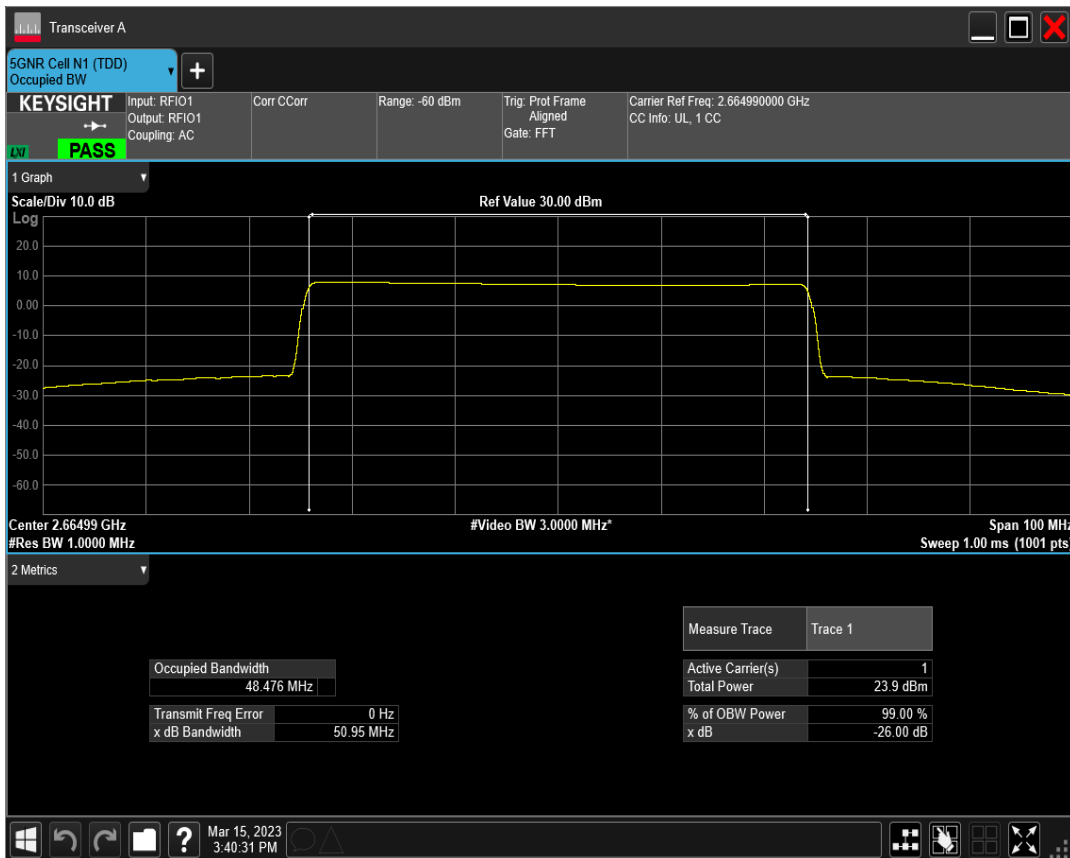 Transceiver A
5GNR Cell N1 (TDD)
Occupied BW
+
KEYSIGHT
LXI
PASS
Input: RFIO1
Output: RFIO1
Coupling: AC
Corr CCorr
Range: -60 dBm
Trig: Prot Frame
Aligned
Gate: FFT
Carrier Ref Freq: 2.664990000 GHz
CC Info: UL, 1 CC
1 Graph
Scale/Div 10.0 dB
Ref Value 30.00 dBm
Log
20.0
10.0
0.00
-10.0
-20.0
-30.0
-40.0
-50.0
-60.0
Center 2.66499 GHz
#Video BW 3.0000 MHz*
Span 100 MHz
#Res BW 1.0000 MHz
Sweep 1.00 ms (1001 pts)
2 Metrics
Measure Trace Trace 1
Occupied Bandwidth
48.476 MHz
Active Carrier(s) 1
Total Power 23.9 dBm
Transmit Freq Error 0 Hz
x dB Bandwidth 50.95 MHz
% of OBW Power 99.00 %
x dB -26.00 dB
?
Mar 15, 2023
3:40:31 PM